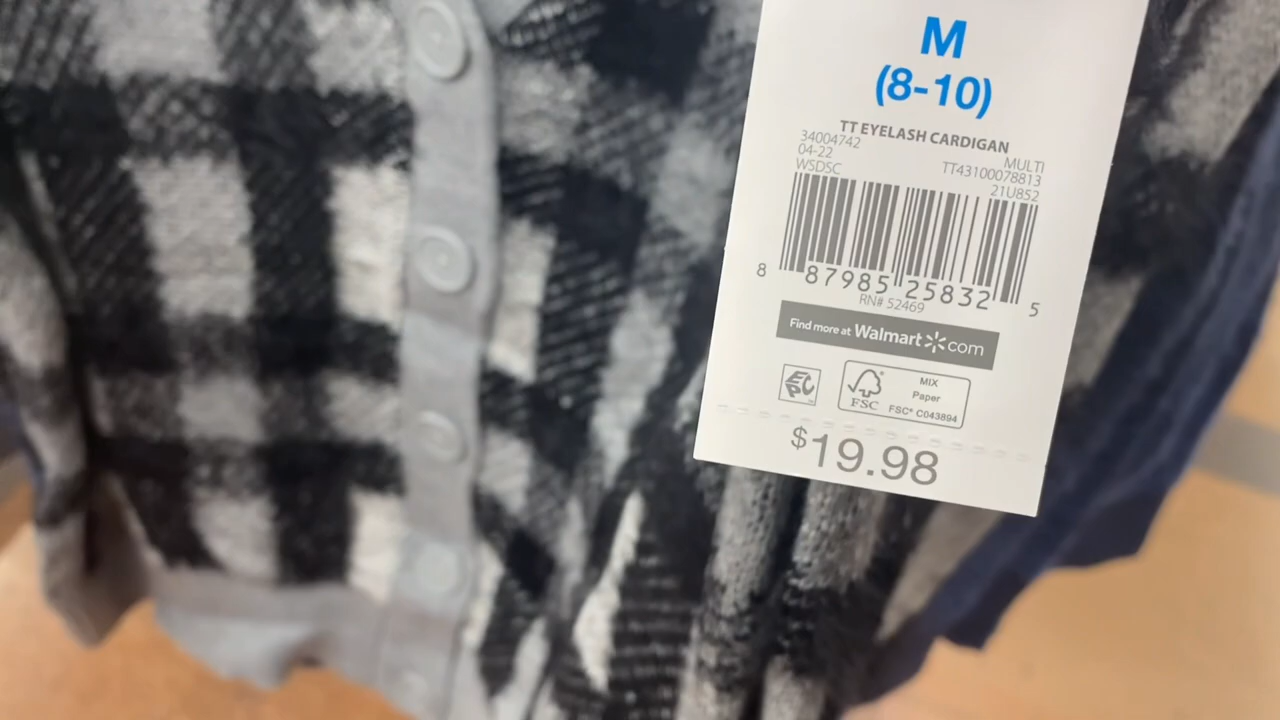 M
(8-10)
TT EYELASH CARDIGAN
34004742
04-22
WSDSC
MULTI
TT43100078813
21U852
8 87985 25832 5
RN# 52469
Find more at Walmart com
EPC
FSC®
MIX
Paper
FSC® C043894
$19.98